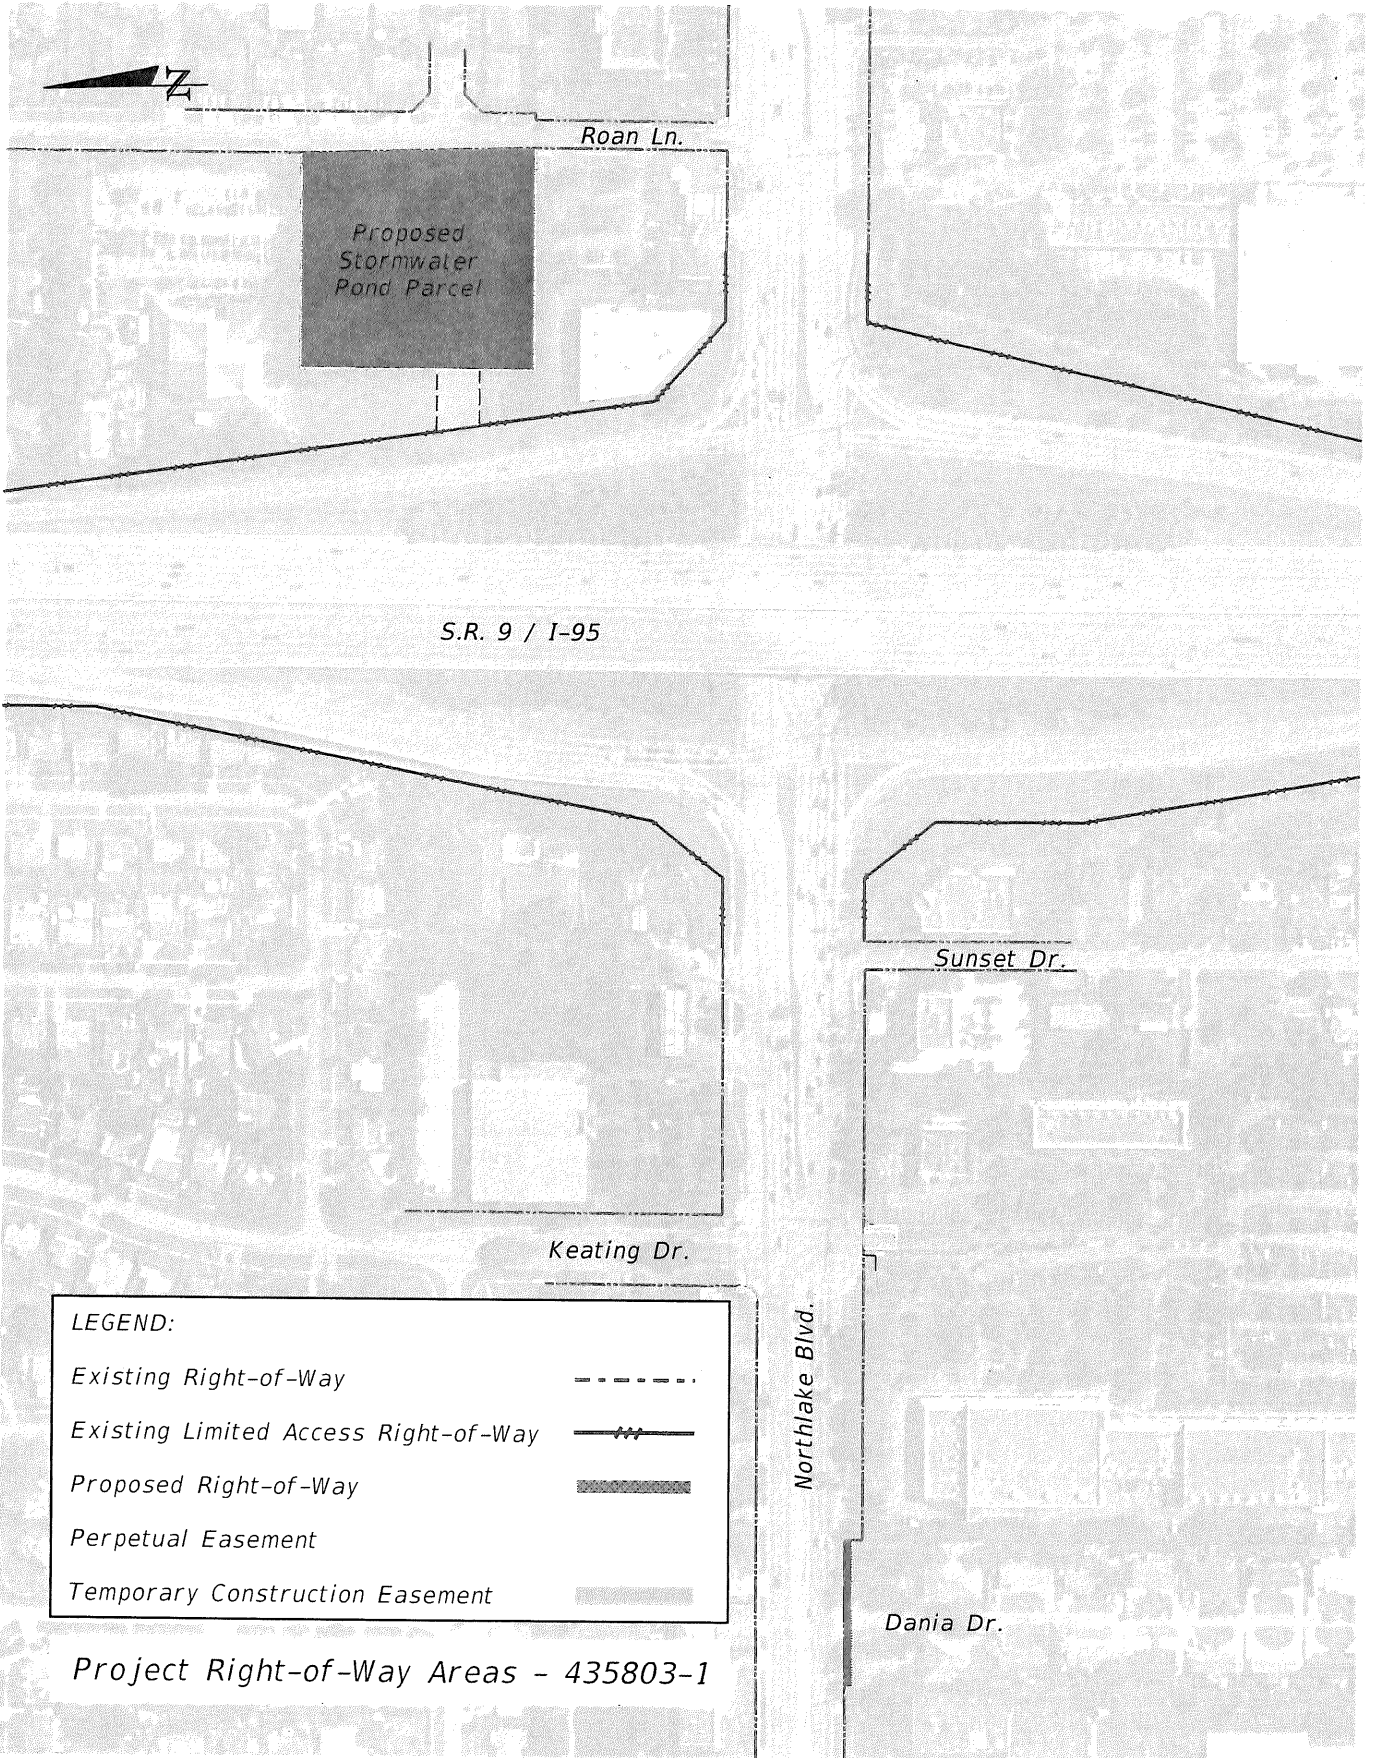 N
Roan Ln.
Proposed
Stormwater
Pond Parcel
S.R. 9 / I-95
Sunset Dr.
Keating Dr.
Northlake Blvd.
LEGEND:
Existing Right-of-Way
Existing Limited Access Right-of-Way
Proposed Right-of-Way
Perpetual Easement
Temporary Construction Easement
Dania Dr.
Project Right-of-Way Areas - 435803-1